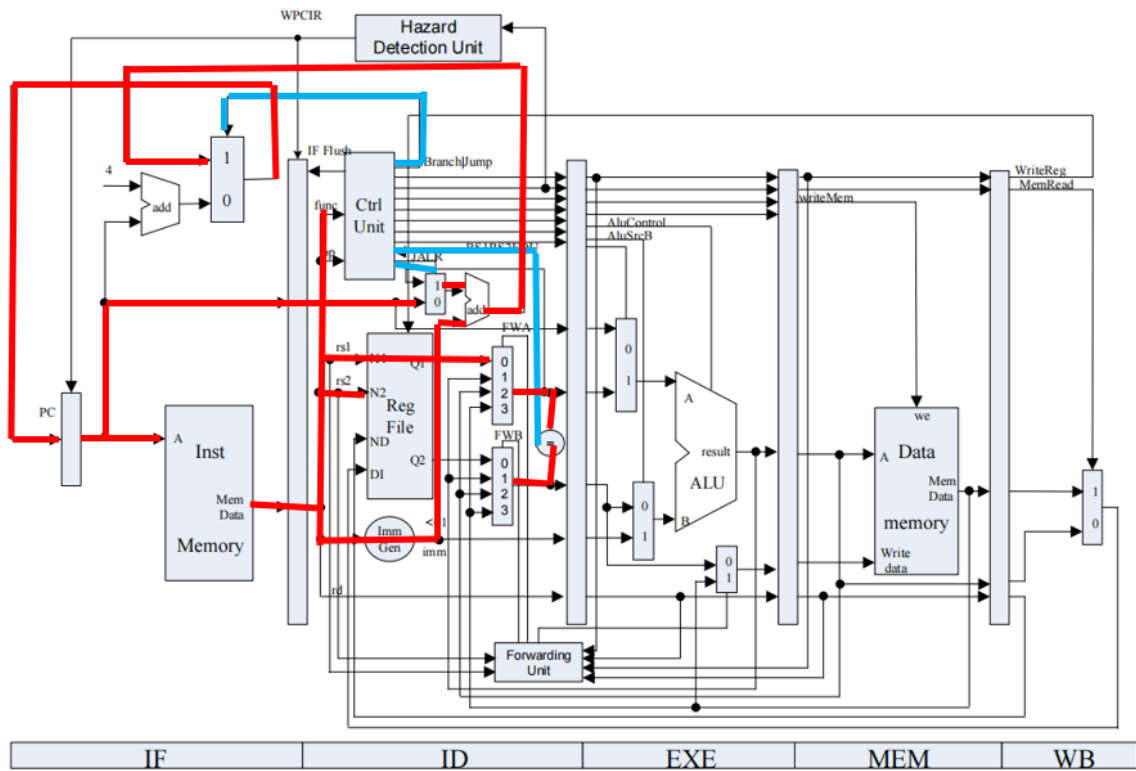 WPCIR
Hazard
Detection Unit
IF Flush
Branch|Jump
WriteReg
MemRead
1
0
4
add
Ctrl
Unit
func
writeMem
AluControl
AluSrcB
JALR
1
0
add
FWA
rs1
Q1
rs2
N2
Reg
File
ND
Q2
DI
0
1
2
3
FWB
0
1
2
3
=
0
1
A
result
ALU
B
0
1
we
A
Data
Mem
Data
memory
Write
data
1
0
PC
A
Inst
Mem
Data
Memory
Imm
Gen
imm
0
1
rd
Forwarding
Unit
IF
ID
EXE
MEM
WB